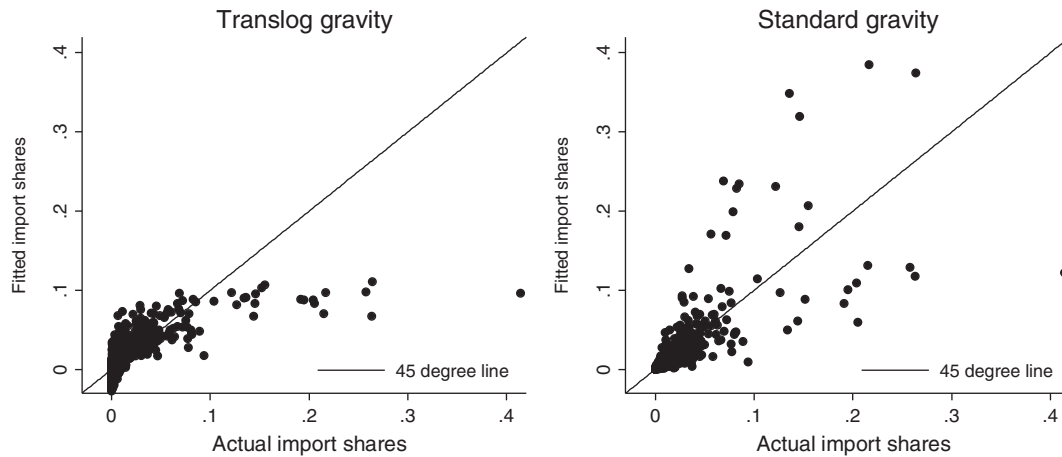 Translog gravity
Fitted import shares
.4
.3
.2
.1
0
0 .1 .2 .3 .4
45 degree line
Actual import shares
Standard gravity
Fitted import shares
.4
.3
.2
.1
0
0 .1 .2 .3 .4
45 degree line
Actual import shares